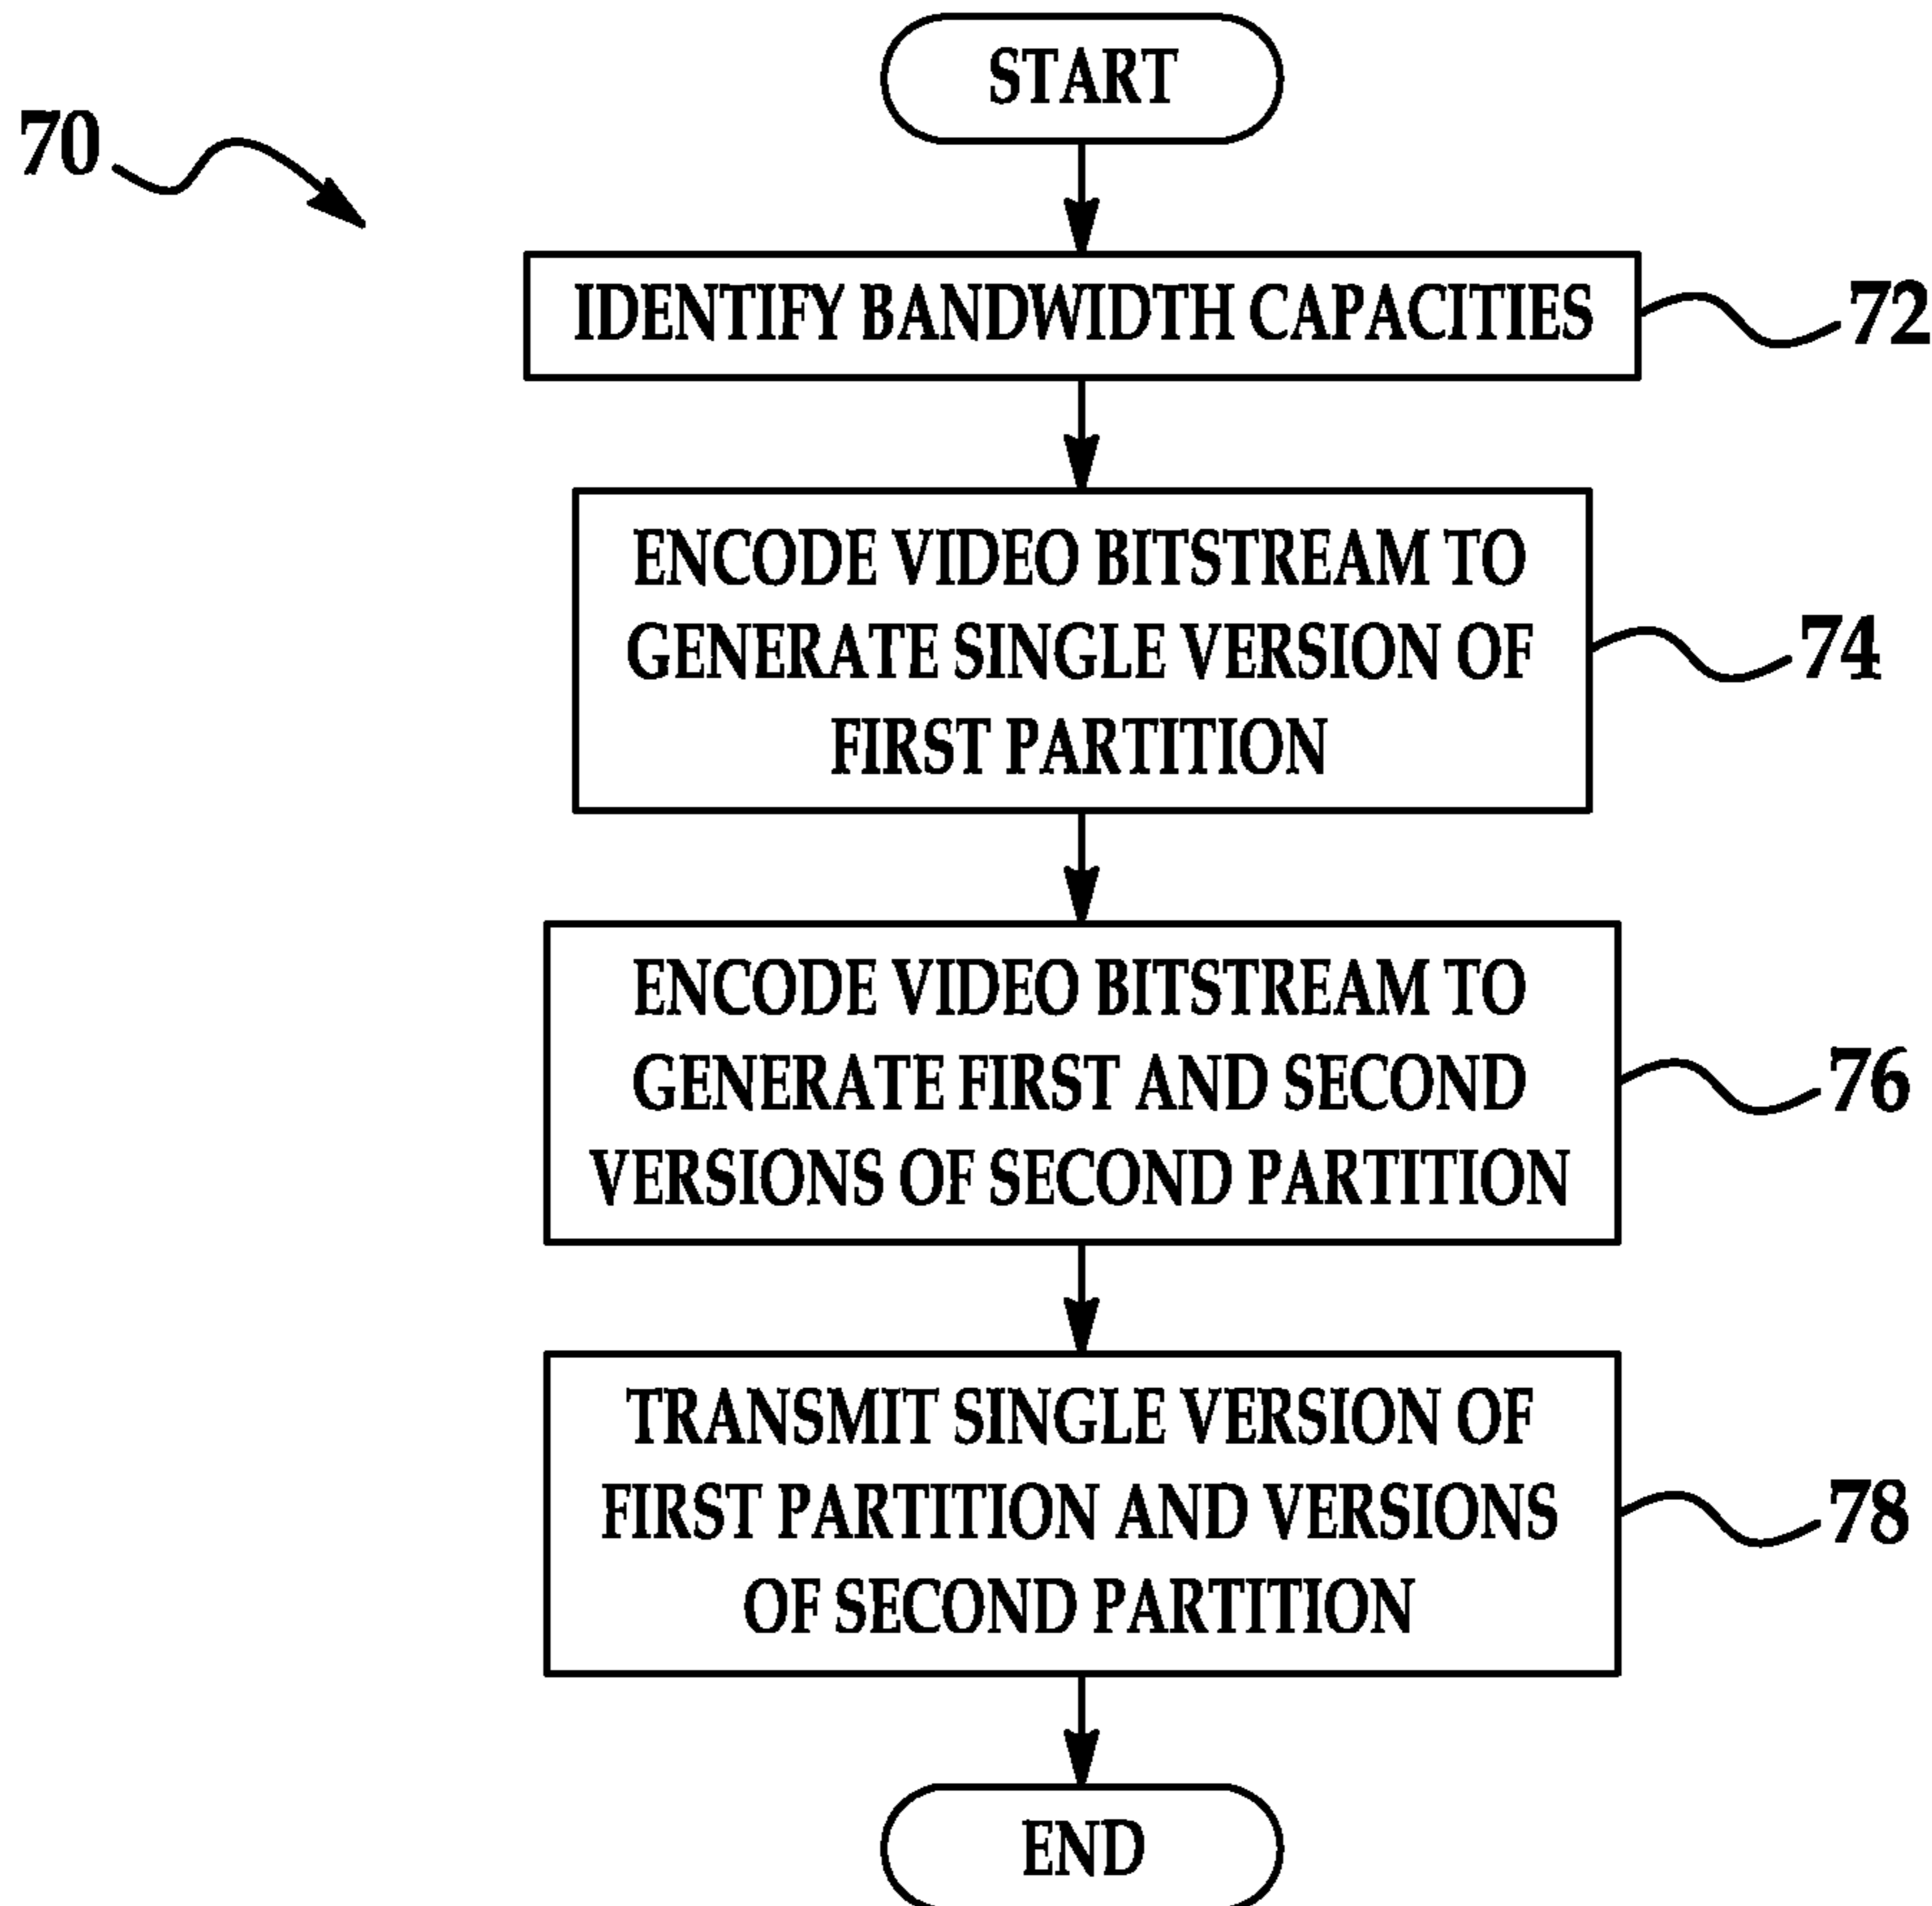 START
70
IDENTIFY BANDWIDTH CAPACITIES
72
ENCODE VIDEO BITSTREAM TO
GENERATE SINGLE VERSION OF
FIRST PARTITION
74
ENCODE VIDEO BITSTREAM TO
GENERATE FIRST AND SECOND
VERSIONS OF SECOND PARTITION
76
TRANSMIT SINGLE VERSION OF
FIRST PARTITION AND VERSIONS
OF SECOND PARTITION
78
END